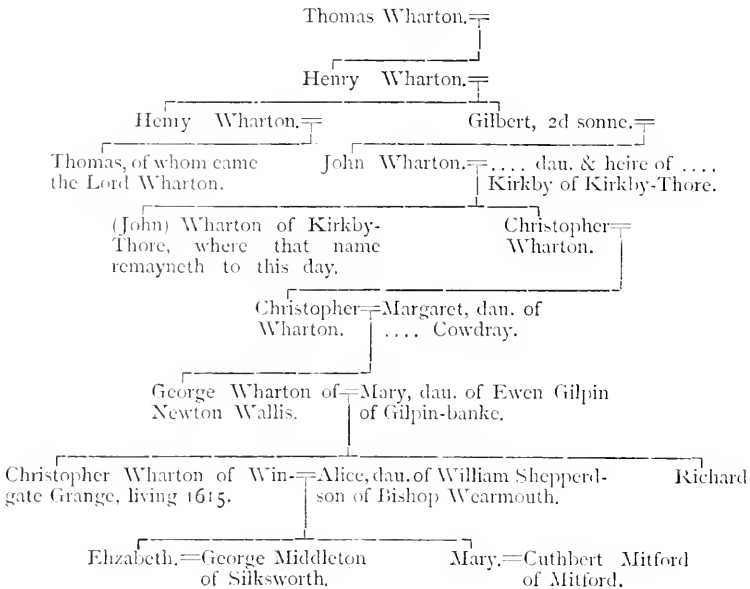 Thomas Wharton.
Henry Wharton.
Henry Wharton. Gilbert, 2d sonne.
Thomas, of whom came John Wharton. .... dau. & heire of ....
the Lord Wharton. Kirkby of Kirkby-Thore.
(John) Wharton of Kirkby- Christopher
Thore, where that name Wharton.
remayneth to this day.
Christopher Margaret, dau. of
Wharton. .... Cowdray.
George Wharton of Mary, dau. of Ewen Gilpin
Newton Wallis. of Gilpin-banke.
Christopher Wharton of Win- Alice, dau. of William Shepperd- Richard
gate Grange, living 1615. son of Bishop Wearmouth.
Elizabeth.=George Middleton Mary.=Cuthbert Mitford
of Silksworth. of Mitford.